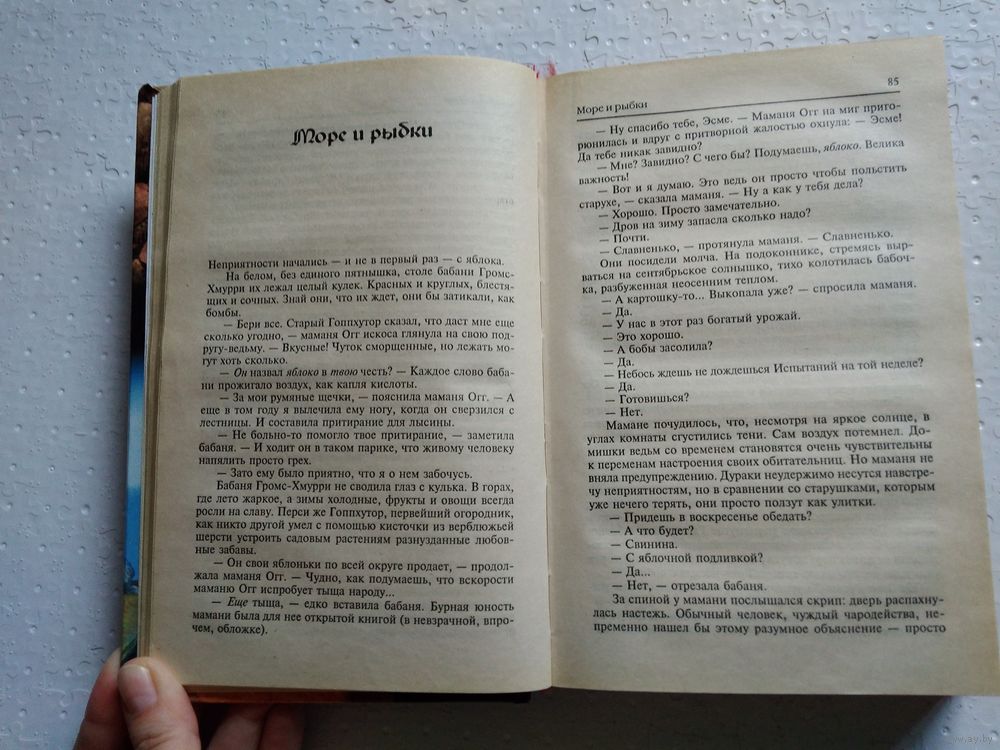 Море и рыбки
Неприятности начались — и не в первый раз — с яблока.
На белом, без единого пятнышка, столе бабани Громс-
Хмурри их лежал целый кулек. Красных и круглых, блестя-
щих и сочных. Знай они, что их ждет, они бы затикали, как
бомбы.
— Бери все. Старый Гоппхутор сказал, что даст мне еще
сколько угодно, — маманя Огг искоса глянула на свою под-
ругу-ведьму. — Вкусные! Чуток сморщенные, но лежать мо-
гут хоть сколько.
— Он назвал яблоко в твою честь? — Каждое слово баба-
ни прожигало воздух, как капля кислоты.
— За мои румяные щечки, — пояснила маманя Огг. — А
еще в том году я вылечила ему ногу, когда он сверзился с
лестницы. И составила притирание для лысины.
— Не больно-то помогло твое притирание, — заметила
бабаня. — И ходит он в таком парике, что живому человеку
напялить просто грех.
— Зато ему было приятно, что я о нем забочусь.
Бабаня Громс-Хмурри не сводила глаз с кулька. В горах,
где лето жаркое, а зимы холодные, фрукты и овощи всегда
росли на славу. Перси же Гоппхутор, первейший огородник,
как никто другой умел с помощью кисточки из верблюжьей
шерсти устроить садовым растениям разнузданные любов-
ные забавы.
— Он свои яблоньки по всей округе продает, — продол-
жала маманя Огг. — Чудно, как подумаешь, что вскорости
маманю Огг испробует тыща народу...
— Еще тыща, — едко вставила бабаня. Бурная юность
мамани была для нее открытой книгой (в невзрачной, впро-
чем, обложке).
85
Море и рыбки
— Ну спасибо тебе, Эсме. — Маманя Огг на миг приго-
рюнилась и вдруг с притворной жалостью охнула: — Эсме!
Да тебе никак завидно?
— Мне? Завидно? С чего бы? Подумаешь, яблоко. Велика
важность!
— Вот и я думаю. Это ведь он просто чтобы польстить
старухе, — сказала маманя. — Ну а как у тебя дела?
— Хорошо. Просто замечательно.
— Дров на зиму запасла сколько надо?
— Почти.
— Славненько, — протянула маманя. — Славненько.
Они посидели молча. На подоконнике, стремясь выр-
ваться на сентябрьское солнышко, тихо колотилась бабоч-
ка, разбуженная неосенним теплом.
— А картошку-то... Выкопала уже? — спросила маманя.
— Да.
— У нас в этот раз богатый урожай.
— Это хорошо.
— А бобы засолила?
— Да.
— Небось ждешь не дождешься Испытаний на той неделе?
— Да.
— Готовишься?
— Нет.
Мамане почудилось, что, несмотря на яркое солнце, в
углах комнаты сгустились тени. Сам воздух потемнел. До-
мишки ведьм со временем становятся очень чувствительны
к переменам настроения своих обитательниц. Но маманя не
вняла предупреждению. Дураки неудержимо несутся навстре-
чу неприятностям, но в сравнении со старушками, которым
уже нечего терять, они просто ползут как улитки.
— Придешь в воскресенье обедать?
— А что будет?
— Свинина.
— С яблочной подливкой?
— Да...
— Нет, — отрезала бабаня.
За спиной у мамани послышался скрип: дверь распахну-
лась настежь. Обычный человек, чуждый чародейства, не-
пременно нашел бы этому разумное объяснение — просто